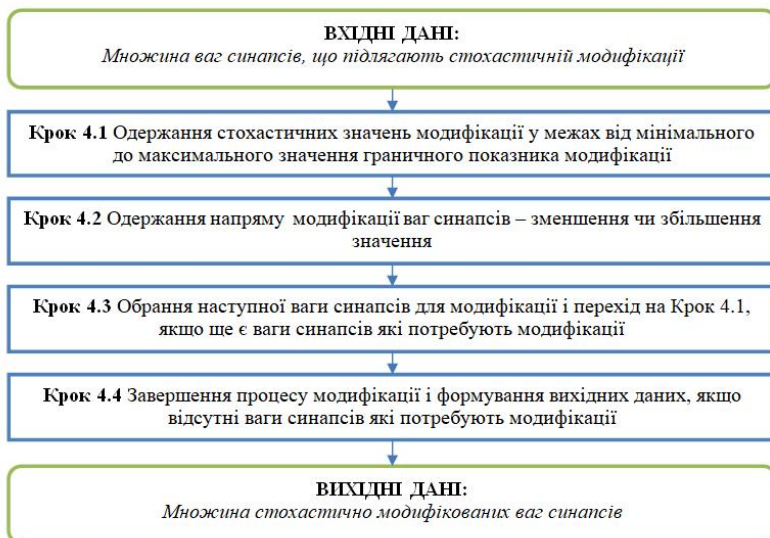 ВХІДНІ ДАНІ:
Множина ваг синапсів, що підлягають стохастичній модифікації
Крок 4.1 Одержання стохастичних значень модифікації у межах від мінімального
до максимального значення граничного показника модифікації
Крок 4.2 Одержання напряму модифікації ваг синапсів – зменшення чи збільшення
значення
Крок 4.3 Обрання наступної ваги синапсів для модифікації і перехід на Крок 4.1,
якщо ще є ваги синапсів які потребують модифікації
Крок 4.4 Завершення процесу модифікації і формування вихідних даних, якщо
відсутні ваги синапсів які потребують модифікації
ВИХІДНІ ДАНІ:
Множина стохастично модифікованих ваг синапсів